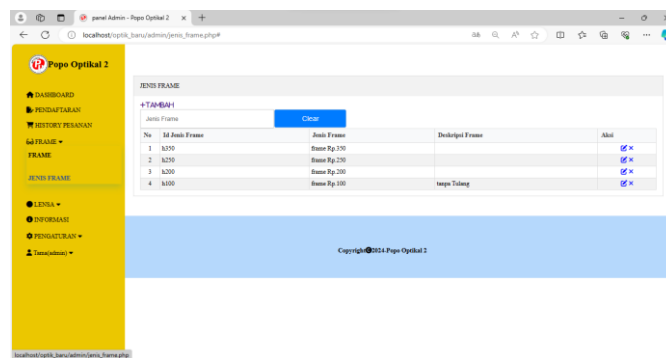 panel Admin - Popo Optikal 2
localhost/optik_baru/admin/jenis_frame.php#
Popo Optikal 2
DASHBOARD
PENDAFTARAN
HISTORY PESANAN
FRAME
FRAME
JENIS FRAME
LENSA
INFORMASI
PENGATURAN
Tama(admin)
JENIS FRAME
+TAMBAH
Jenis Frame Clear
No Id Jenis Frame Jenis Frame Deskripsi Frame Aksi
1 h350 frame Rp.350
2 h250 frame Rp.250
3 h200 frame Rp.200
4 h100 frame Rp.100 tanpa Tulang
Copyright©2024-Popo Optikal 2
localhost/optik_baru/admin/jenis_frame.php